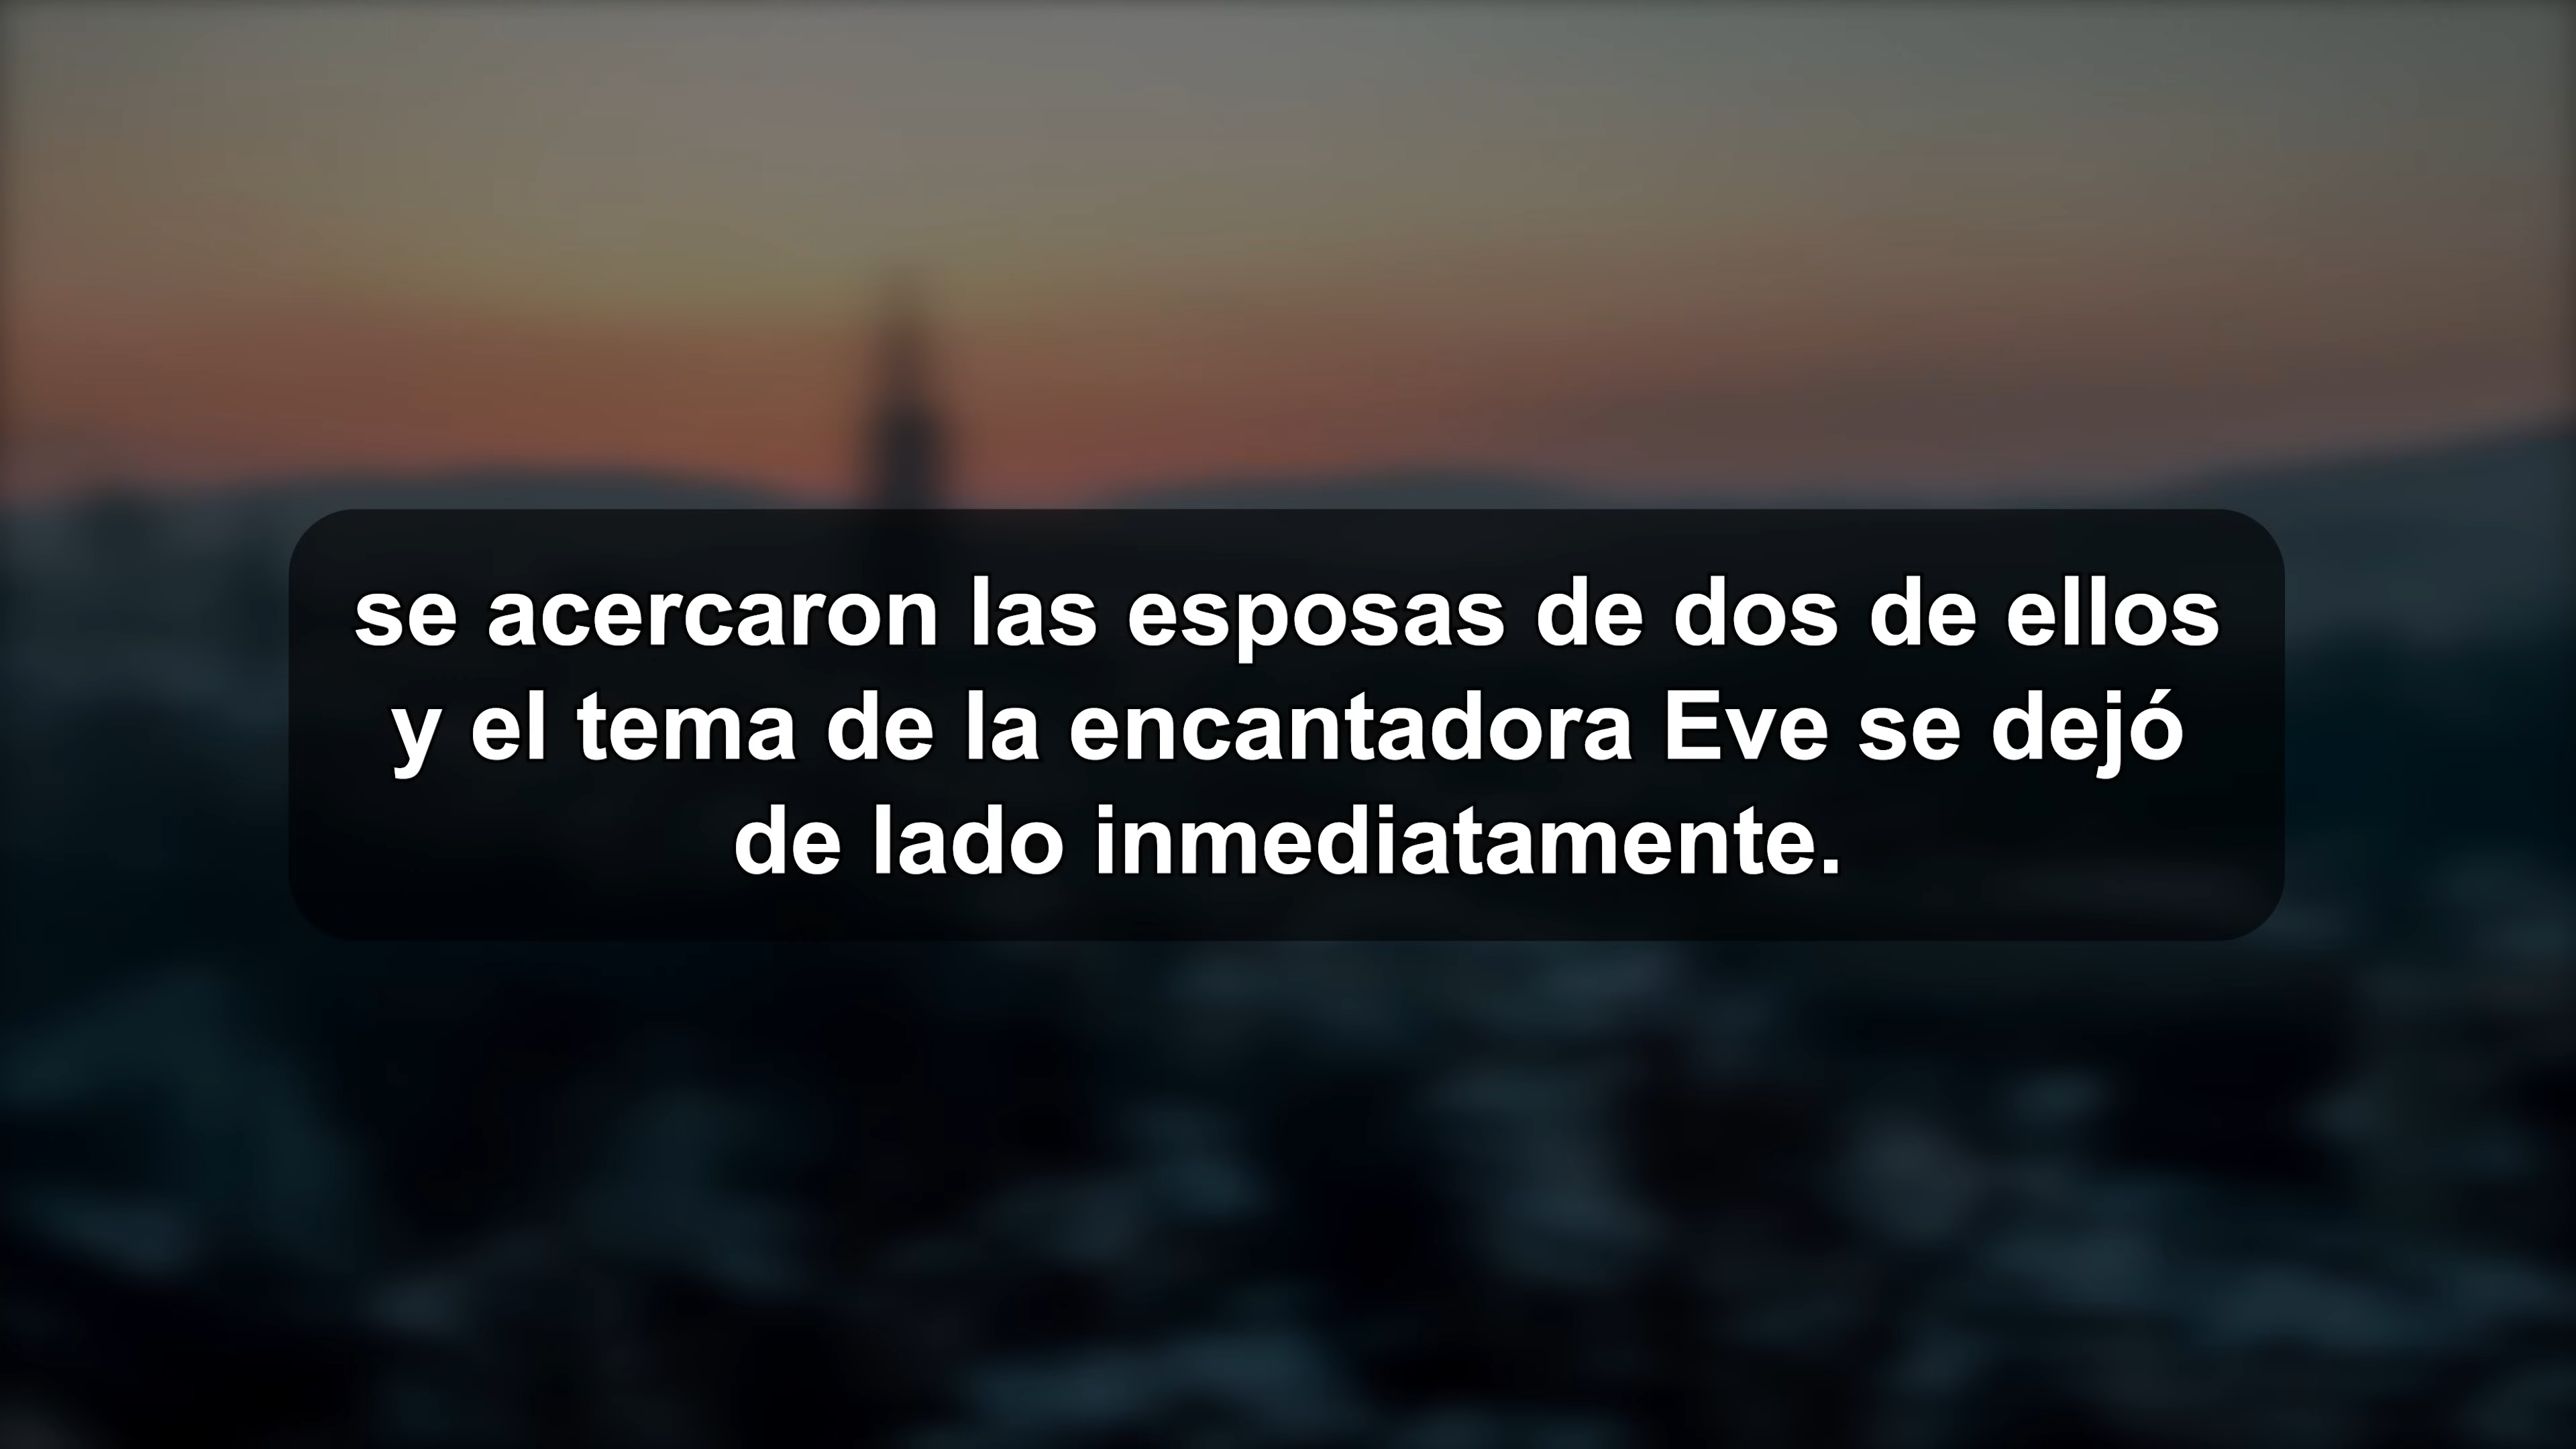 se acercaron las esposas de dos de ellos
y el tema de la encantadora Eve se dejó
de lado inmediatamente.